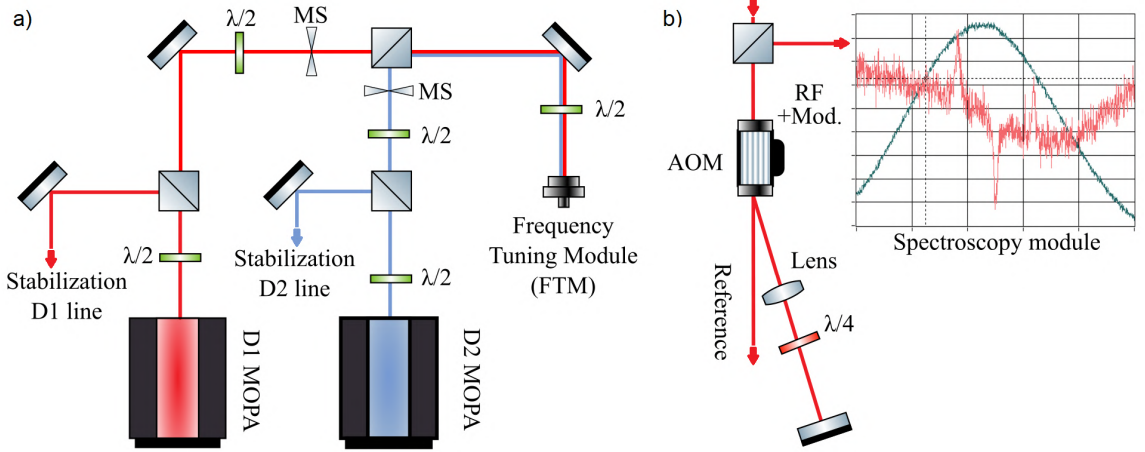 a)
λ/2
MS
MS
λ/2
λ/2
Stabilization
D1 line
λ/2
Stabilization
D2 line
λ/2
Frequency
Tuning Module
(FTM)
D1 MOPA
D2 MOPA
b)
RF
+Mod.
AOM
Spectroscopy module
Lens
Reference
λ/4